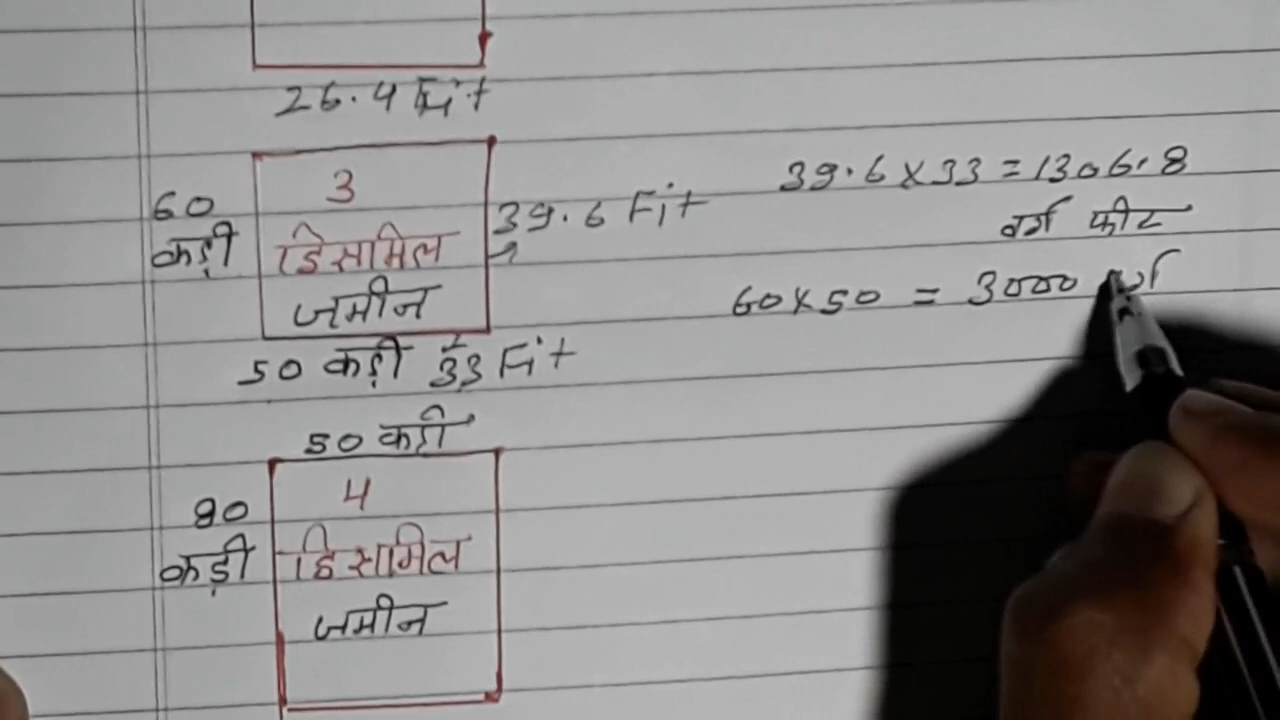 26.4 Fit
3
डिसामिल
जमीन
60
कड़ी
39.6 Fit
50 कड़ी 33 Fit
39.6 x 33 = 1306.8
वर्ग फीट
60 x 50 = 3000
50 कड़ी
80
कड़ी
4
डिसामिल
जमीन